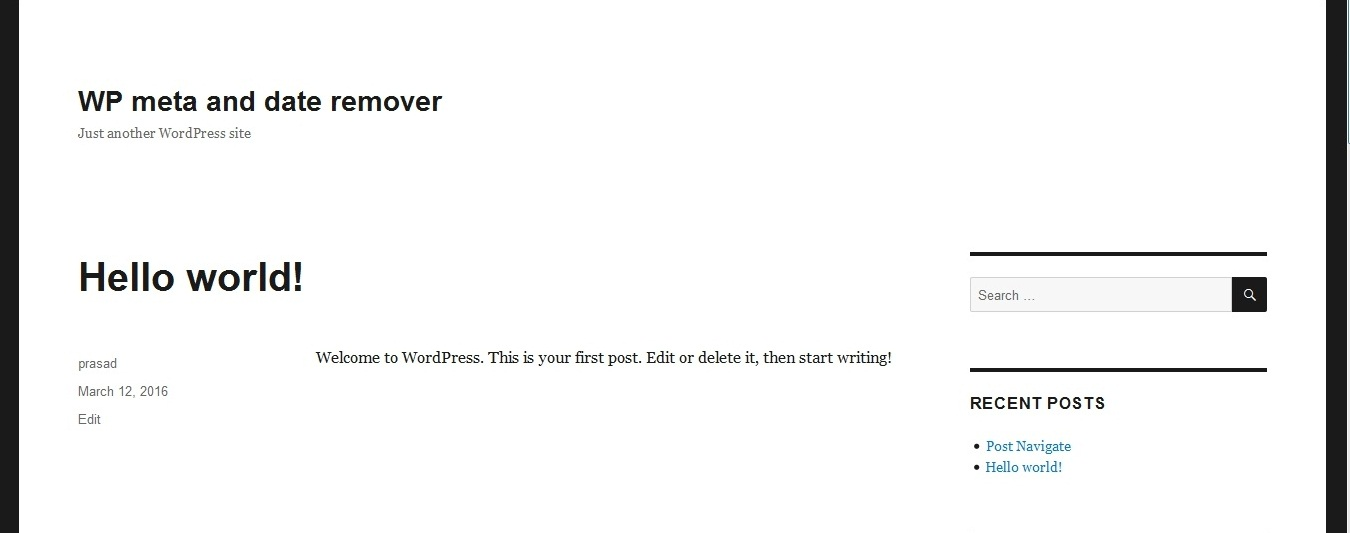 WP meta and date remover
Just another WordPress site
Hello world!
prasad
March 12, 2016
Edit
Welcome to WordPress. This is your first post. Edit or delete it, then start writing!
Search …
RECENT POSTS
Post Navigate
Hello world!